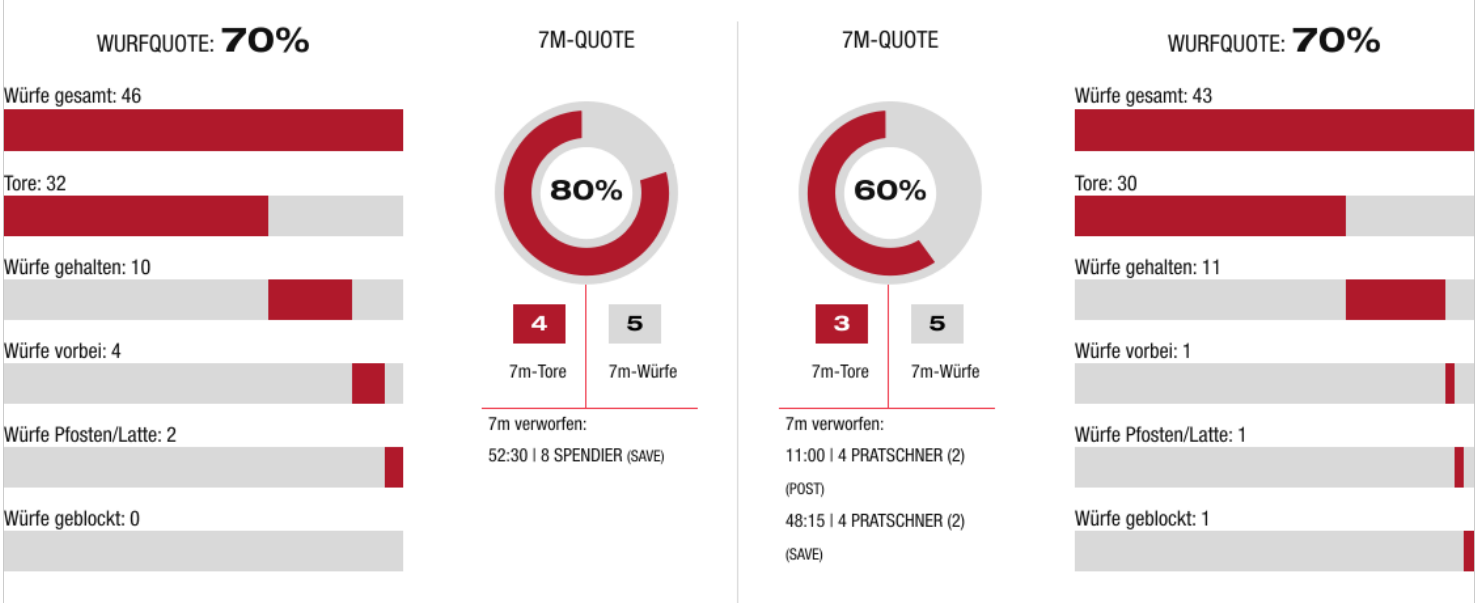 WURFQUOTE: 70%
Würfe gesamt: 46
Tore: 32
Würfe gehalten: 10
Würfe vorbei: 4
Würfe Pfosten/Latte: 2
Würfe geblockt: 0
7M-QUOTE
80%
4 5
7m-Tore 7m-Würfe
7m verworfen:
52:30 | 8 SPENDIER (SAVE)
7M-QUOTE
60%
3 5
7m-Tore 7m-Würfe
7m verworfen:
11:00 | 4 PRATSCHNER (2)
(POST)
48:15 | 4 PRATSCHNER (2)
(SAVE)
WURFQUOTE: 70%
Würfe gesamt: 43
Tore: 30
Würfe gehalten: 11
Würfe vorbei: 1
Würfe Pfosten/Latte: 1
Würfe geblockt: 1